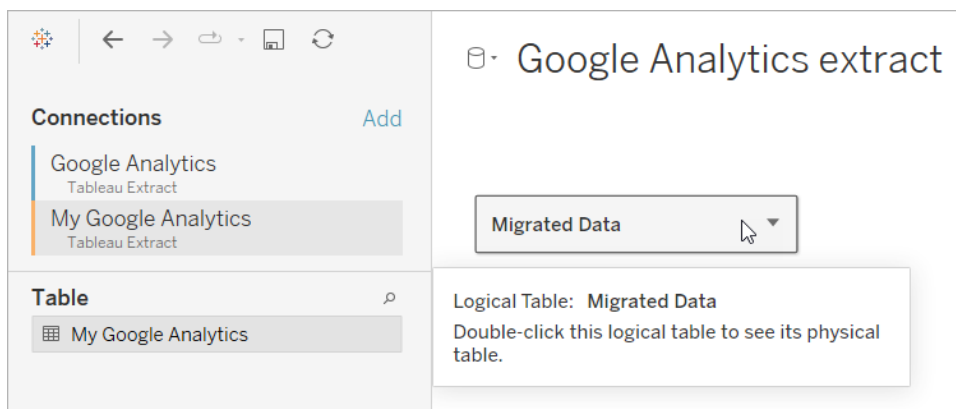 Google Analytics extract
Connections Add
Google Analytics
Tableau Extract
My Google Analytics
Tableau Extract
Migrated Data
Table
My Google Analytics
Logical Table: Migrated Data
Double-click this logical table to see its physical
table.